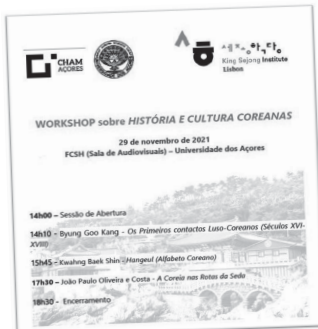 CHAM
AÇORES
King Sejong Institute
Lisbon
WORKSHOP sobre HISTÓRIA E CULTURA COREANAS
29 de novembro de 2021
FCSH (Sala de Audiovisuais) – Universidade dos Açores
14h00 – Sessão de Abertura
14h10 - Byung Goo Kang - Os Primeiros contactos Luso-Coreanos (Séculos XVI-
XVIII)
15h45 – Kwahng Baek Shin -Hangeul (Alfabeto Coreano)
17h30 – João Paulo Oliveira e Costa - A Coreia nas Rotas da Seda
18h30 - Encerramento